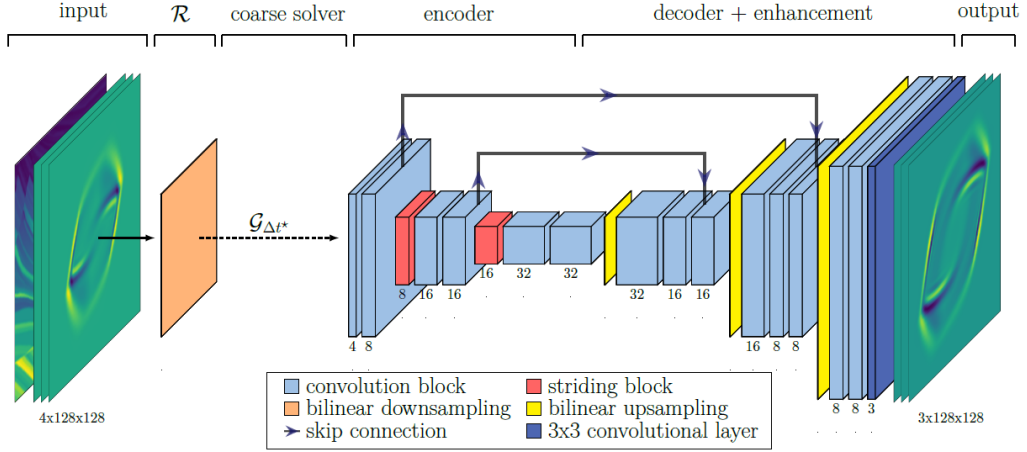 input
R
coarse solver
encoder
decoder + enhancement
output
𝒢Δt⋆
4
8
8
16
16
16
32
32
32
16
16
16
8
8
8
8
3
4x128x128
3x128x128
convolution block
striding block
bilinear downsampling
bilinear upsampling
skip connection
3x3 convolutional layer